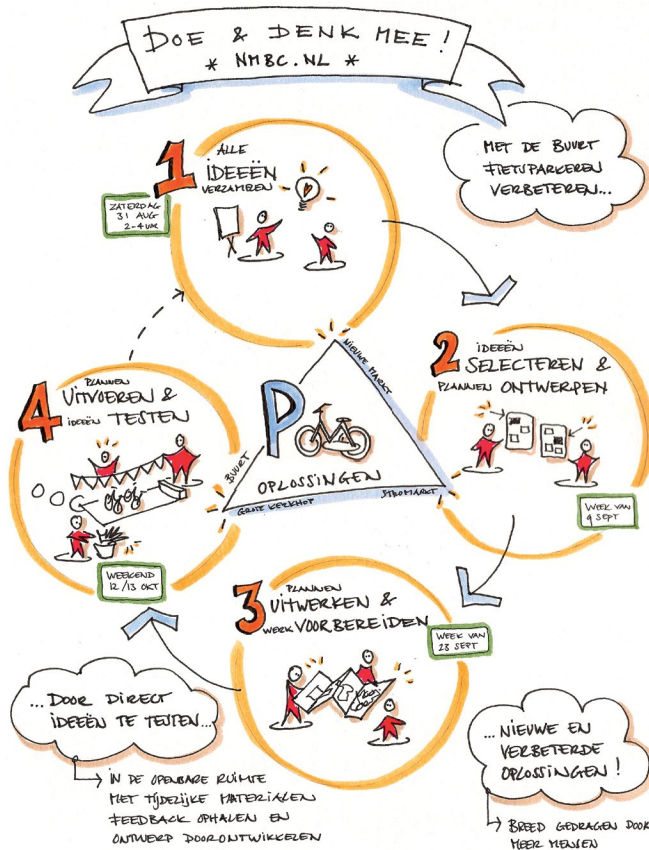 DOE & DENK MEE!
* NMBC.NL *
MET DE BUURT
FIETSPARKEREN
VERBETEREN...
1
ALLE
IDEEËN
VERZAMELEN
ZATERDAG
31 AUG
2-4 UUR
2
IDEEËN
SELECTEREN &
PLANNEN ONTWERPEN
WEEK VAN
9 SEPT
4
PLANNEN
UITVOEREN &
IDEEËN TESTEN
WEEKEND
12/13 OKT
NIEUWE MARKT
P
BUURT
OPLOSSINGEN
GROTE KERKHOF
STROMARKT
3
PLANNEN
UITWERKEN &
WERK VOORBEREIDEN
WEEK VAN
23 SEPT
...DOOR DIRECT
IDEEËN TE TESTEN...
IN DE OPENBARE RUIMTE
MET TIJDELIJKE MATERIALEN
FEEDBACK OPHALEN EN
ONTWERP DOORONTWIKKELEN
...NIEUWE EN
VERBETERDE
OPLOSSINGEN!
BREED GEDRAGEN DOOR
MEER MENSEN